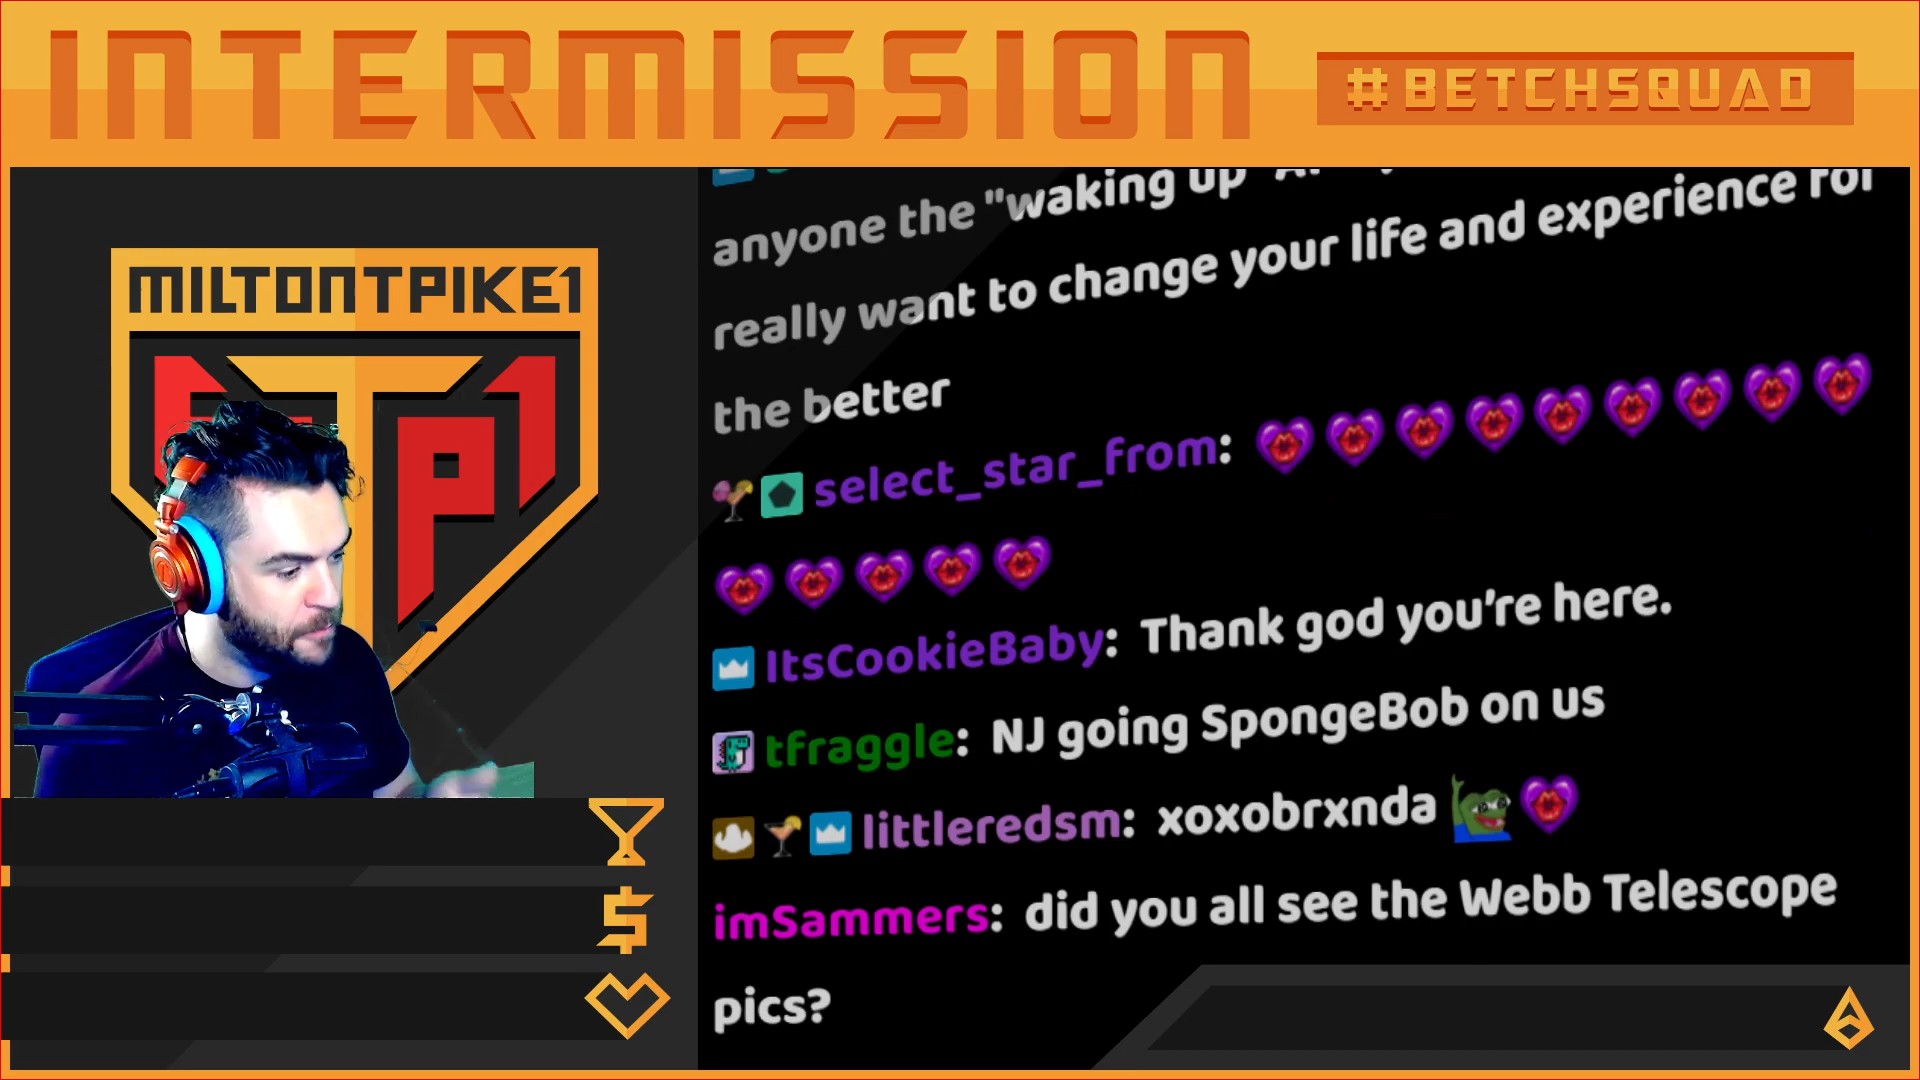 INTERMISSION
#BETCHSQUAD
MILTONTPIKE1
anyone the "waking up"
really want to change your life and experience for
the better
select_star_from:
ItsCookieBaby: Thank god you're here.
tfraggle: NJ going SpongeBob on us
littleredsm: xoxobrxnda
imSammers: did you all see the Webb Telescope
pics?